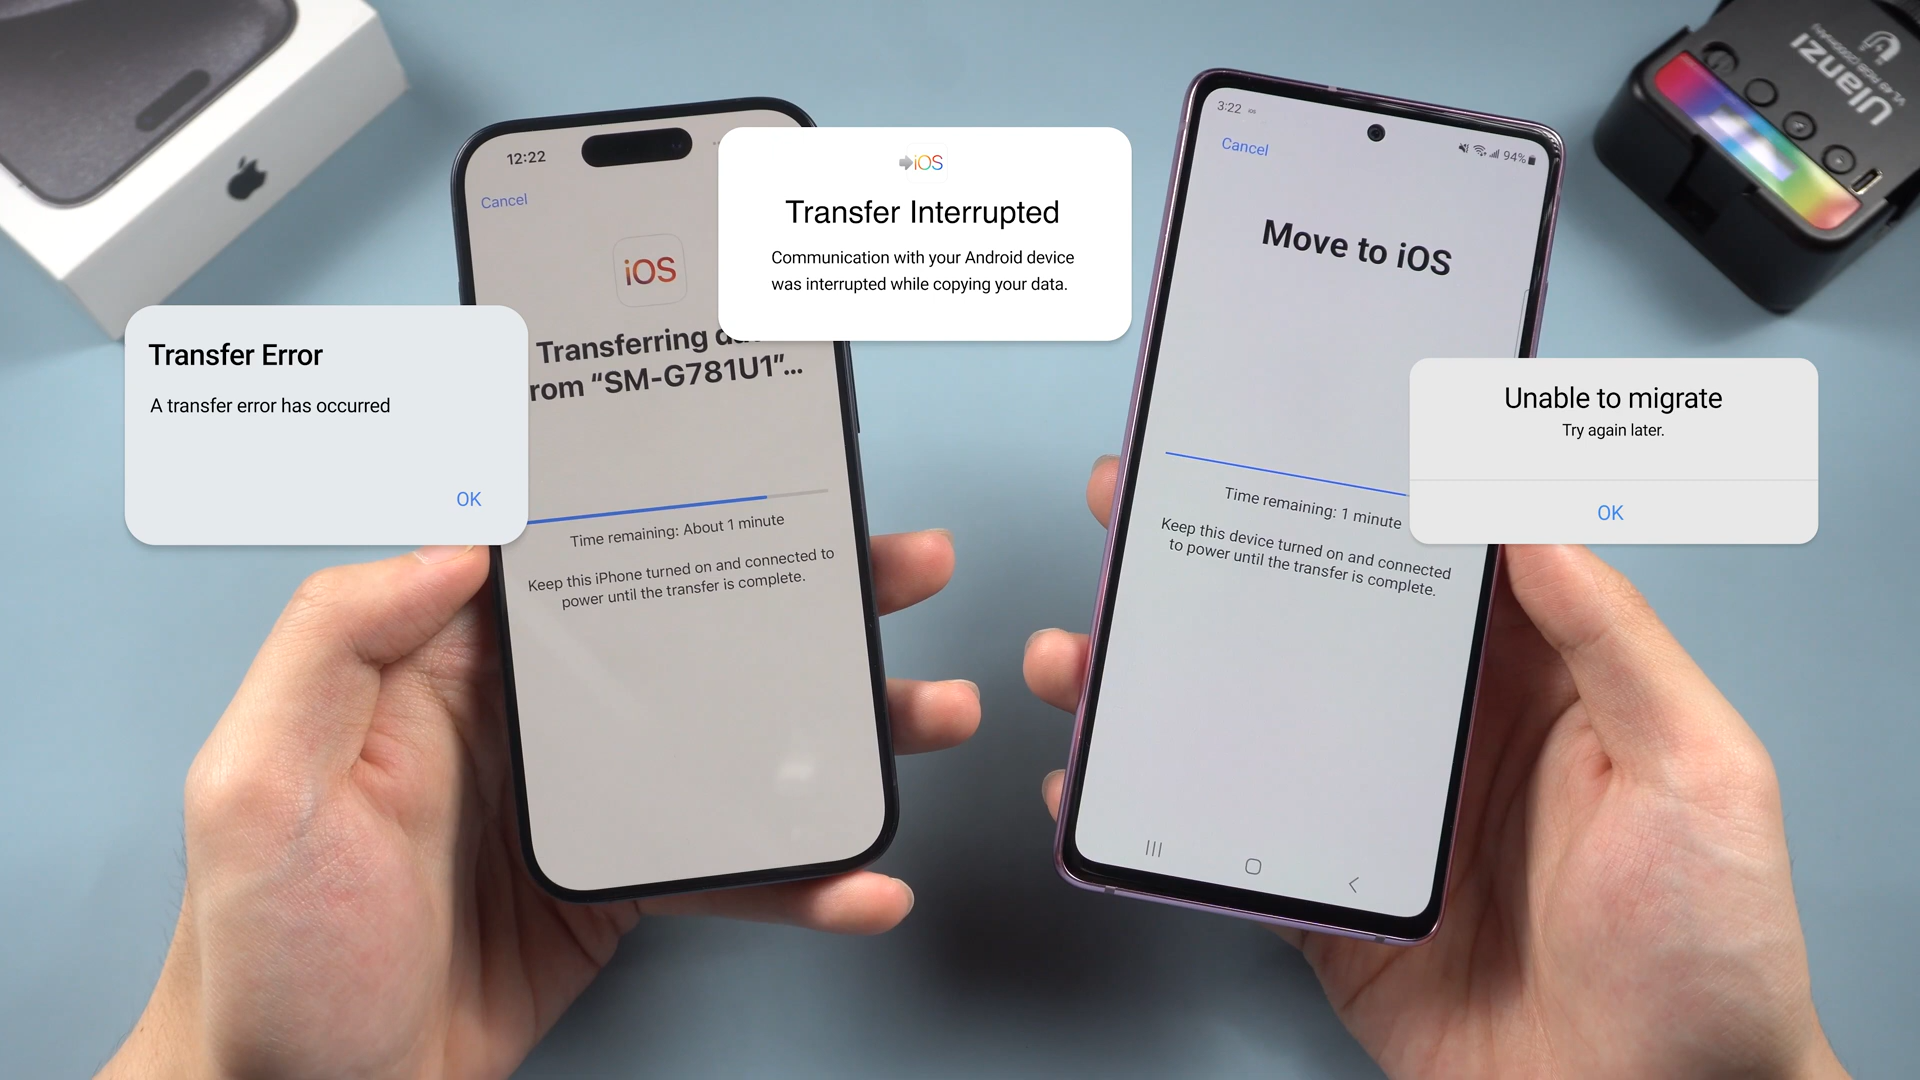 12:22
Cancel
iOS
Transferring
rom “SM-G781U1”...
Time remaining: About 1 minute
Keep this iPhone turned on and connected to
power until the transfer is complete.
Transfer Error
A transfer error has occurred
OK
iOS
Transfer Interrupted
Communication with your Android device
was interrupted while copying your data.
3:22 iOS
94%
Cancel
Move to iOS
Time remaining: 1 minute
Keep this device turned on and connected
to power until the transfer is complete.
Unable to migrate
Try again later.
OK
Ulanzi
VL49 RGB